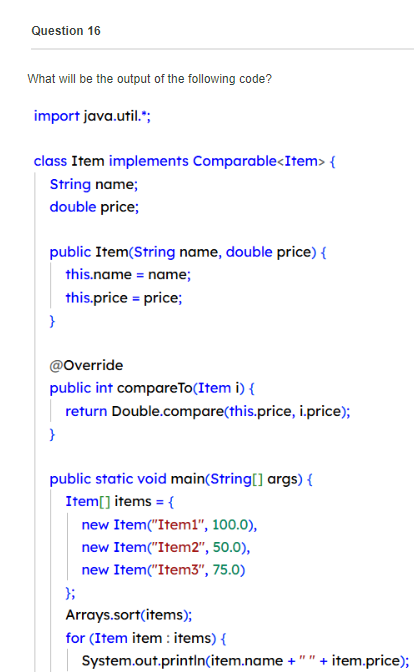 Question 16
What will be the output of the following code?
import java.util.*;
class Item implements Comparable<Item> {
String name;
double price;
public Item(String name, double price) {
this.name = name;
this.price = price;
}
@Override
public int compareTo(Item i) {
return Double.compare(this.price, i.price);
}
public static void main(String[] args) {
Item[] items = {
new Item("Item1", 100.0),
new Item("Item2", 50.0),
new Item("Item3", 75.0)
};
Arrays.sort(items);
for (Item item : items) {
System.out.println(item.name + " " + item.price);